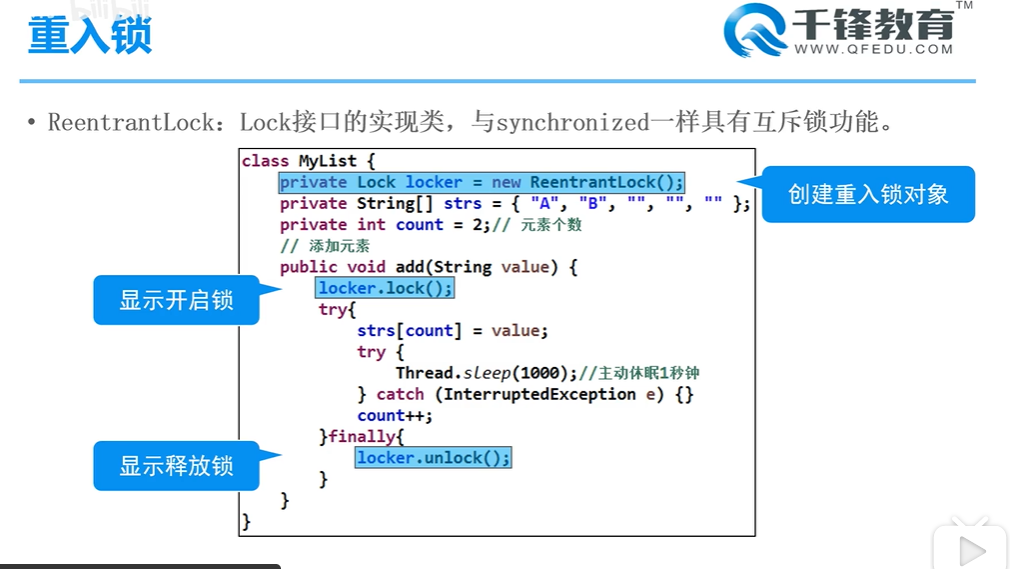 bilibili
重入锁
千锋教育TM
WWW.QFEDU.COM
• ReentrantLock：Lock接口的实现类，与synchronized一样具有互斥锁功能。
class MyList {
private Lock locker = new ReentrantLock();
创建重入锁对象
private String[] strs = { "A", "B", "", "", "" };
private int count = 2;// 元素个数
// 添加元素
public void add(String value) {
显示开启锁
locker.lock();
try{
strs[count] = value;
try {
Thread.sleep(1000);//主动休眠1秒钟
} catch (InterruptedException e) {}
count++;
}finally{
显示释放锁
locker.unlock();
}
}
}